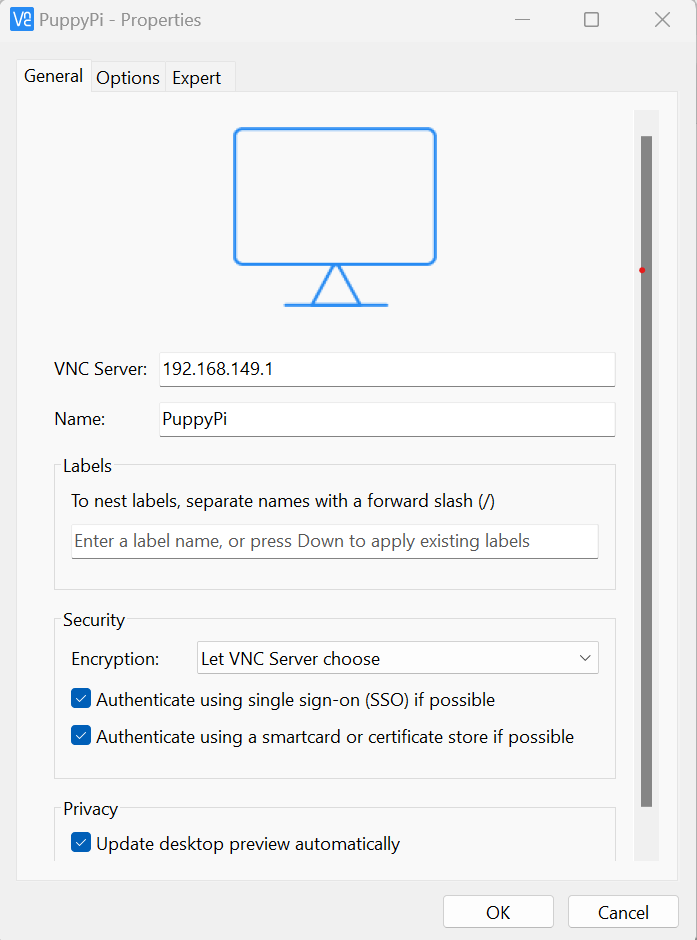 PuppyPi - Properties
General Options Expert
VNC Server: 192.168.149.1
Name: PuppyPi
Labels
To nest labels, separate names with a forward slash (/)
Enter a label name, or press Down to apply existing labels
Security
Encryption: Let VNC Server choose
Authenticate using single sign-on (SSO) if possible
Authenticate using a smartcard or certificate store if possible
Privacy
Update desktop preview automatically
OK Cancel